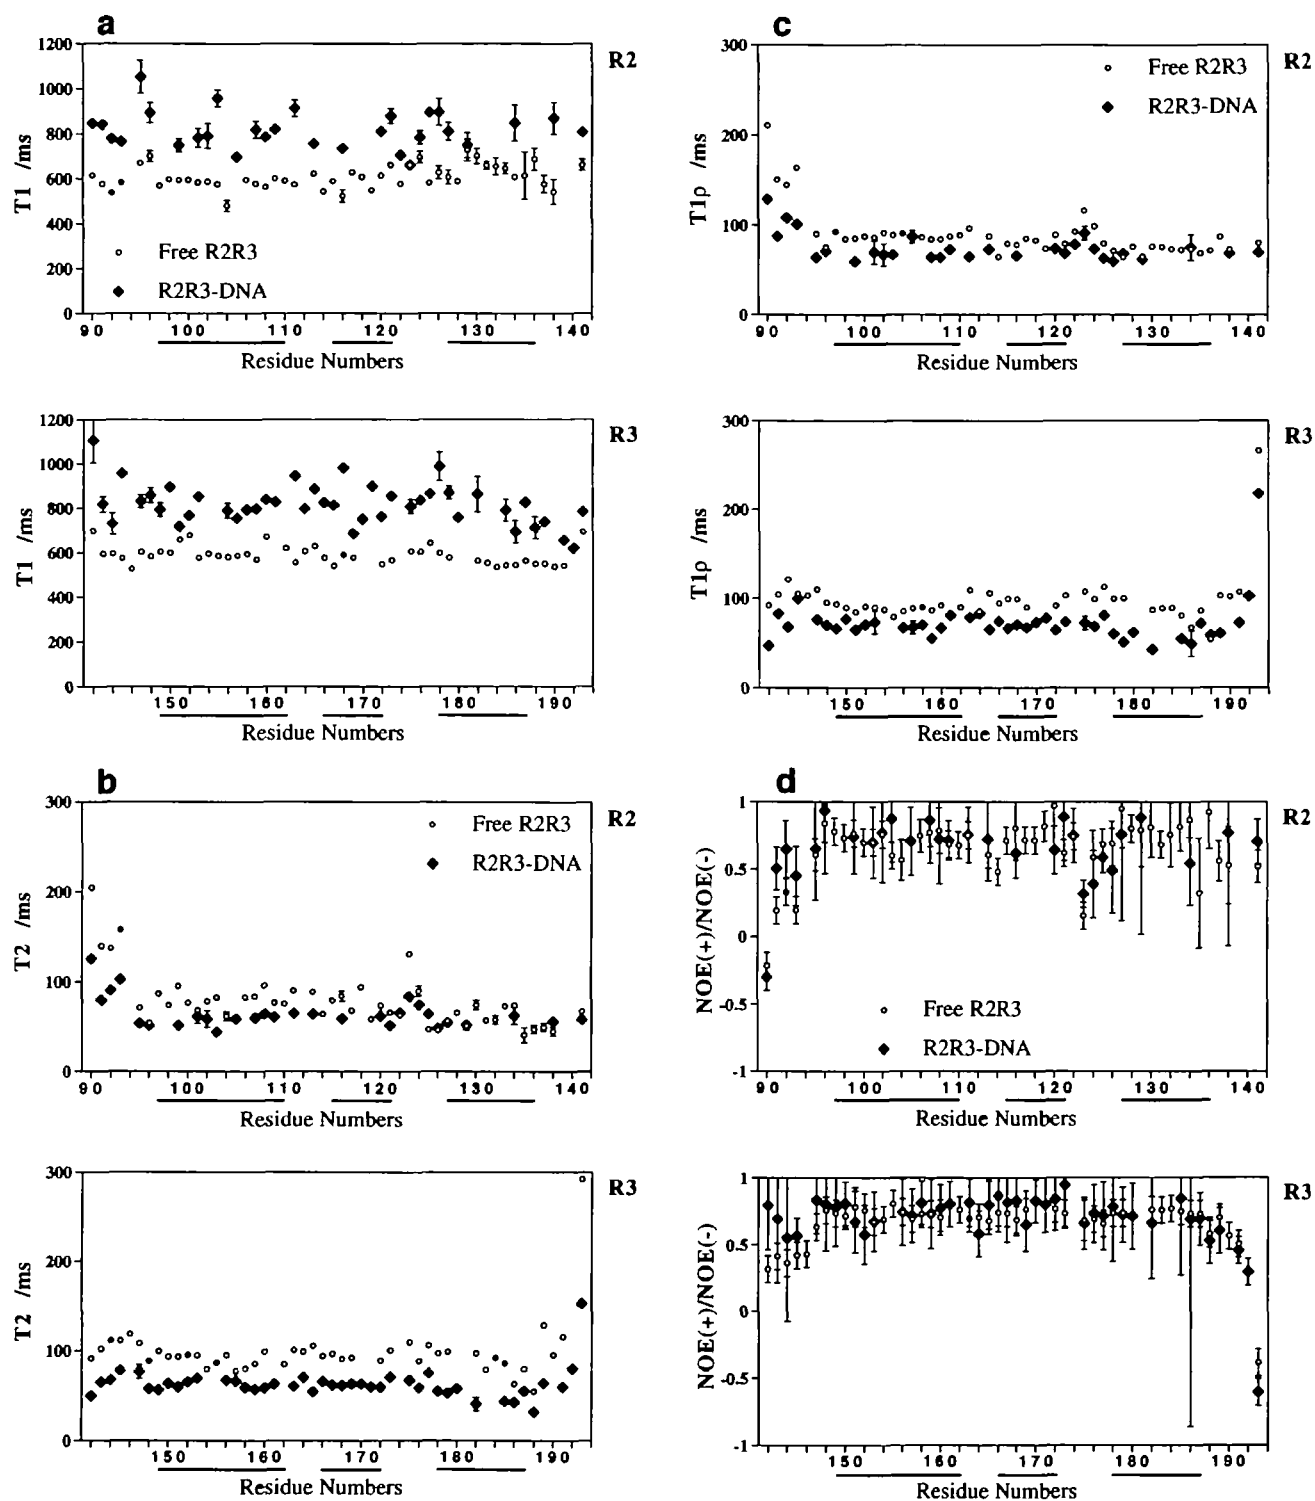 a
R2
1200
1000
800
600
400
200
0
T1 /ms
Free R2R3
R2R3-DNA
90 100 110 120 130 140
Residue Numbers
R3
1200
1000
800
600
400
200
0
T1 /ms
150 160 170 180 190
Residue Numbers
b
R2
300
200
100
0
T2 /ms
Free R2R3
R2R3-DNA
90 100 110 120 130 140
Residue Numbers
R3
300
200
100
0
T2 /ms
150 160 170 180 190
Residue Numbers
c
R2
300
200
100
0
T1ρ /ms
Free R2R3
R2R3-DNA
90 100 110 120 130 140
Residue Numbers
R3
300
200
100
0
T1ρ /ms
150 160 170 180 190
Residue Numbers
d
R2
1
0.5
0
-0.5
-1
NOE(+)/NOE(-)
Free R2R3
R2R3-DNA
90 100 110 120 130 140
Residue Numbers
R3
1
0.5
0
-0.5
-1
NOE(+)/NOE(-)
150 160 170 180 190
Residue Numbers